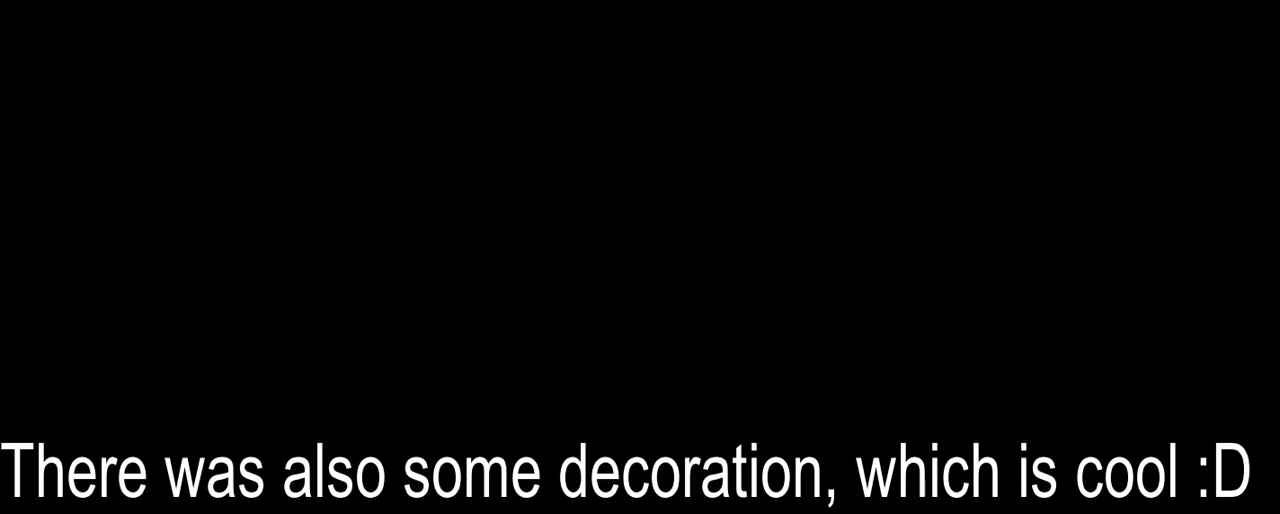 There was also some decoration, which is cool :D